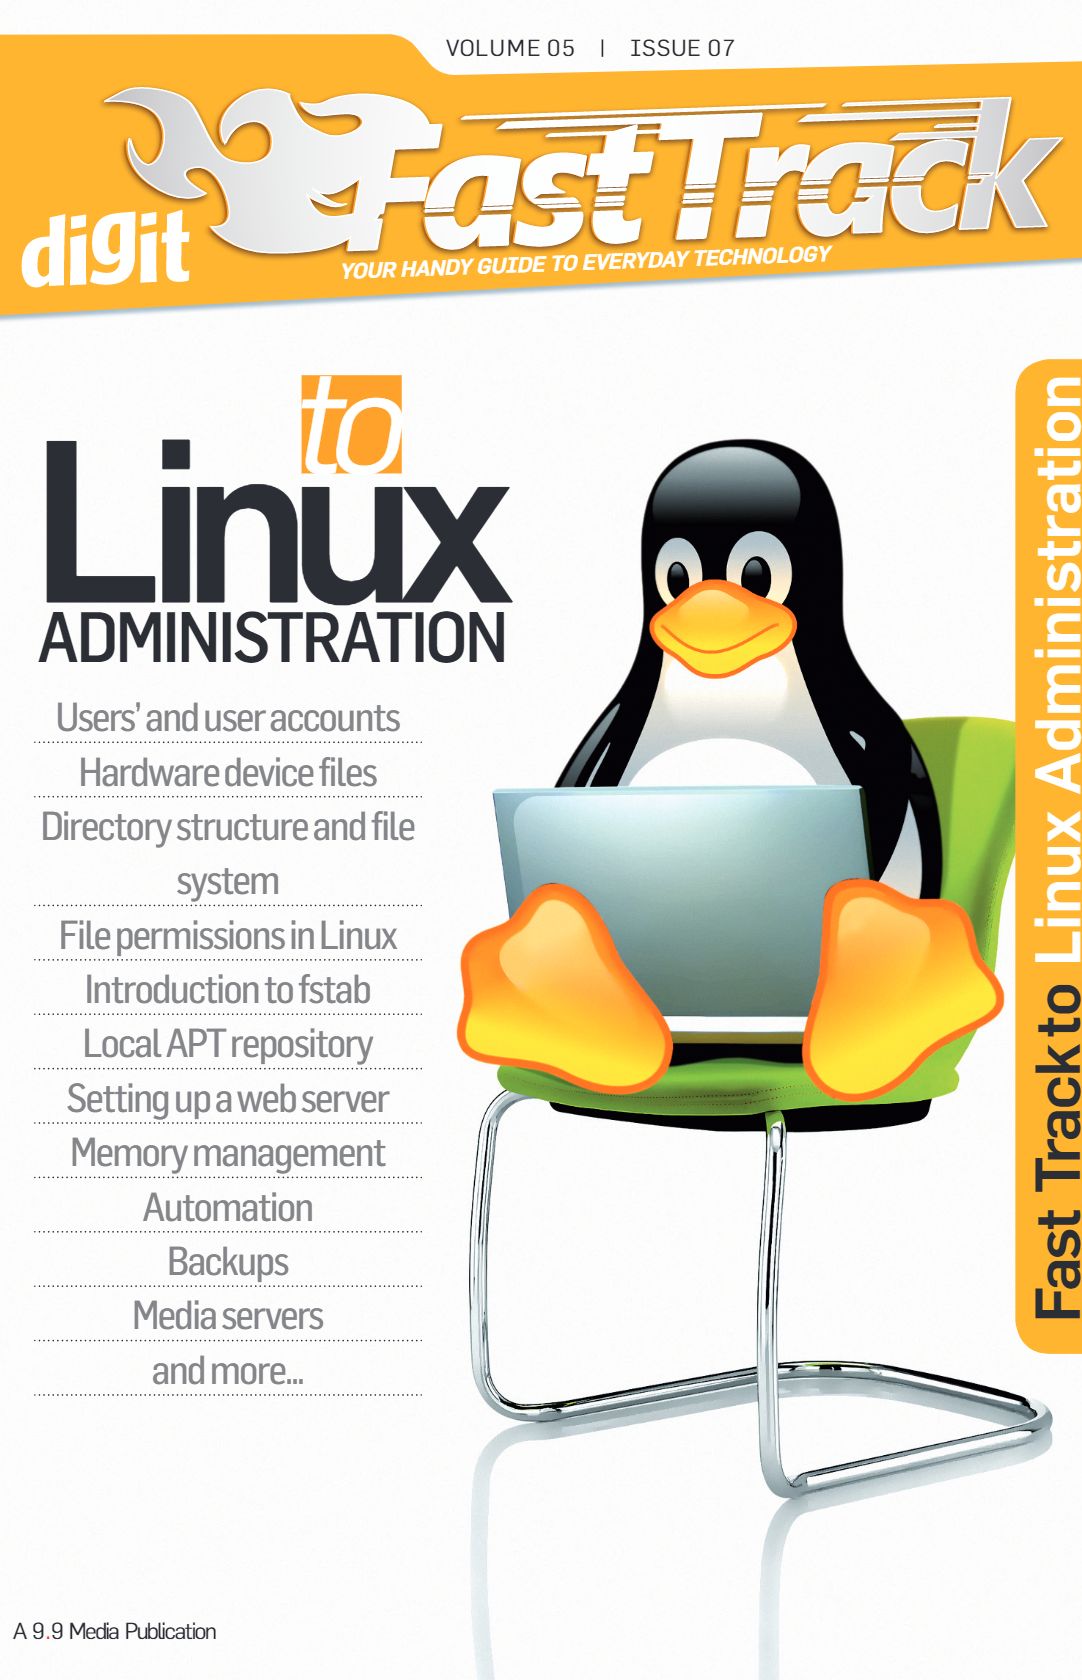 VOLUME 05 | ISSUE 07
digit
Fast Track
YOUR HANDY GUIDE TO EVERYDAY TECHNOLOGY
to
Linux
ADMINISTRATION
Users’ and user accounts
Hardware device files
Directory structure and file
system
File permissions in Linux
Introduction to fstab
Local APT repository
Setting up a web server
Memory management
Automation
Backups
Media servers
and more...
Fast Track to Linux Administration
A 9.9 Media Publication